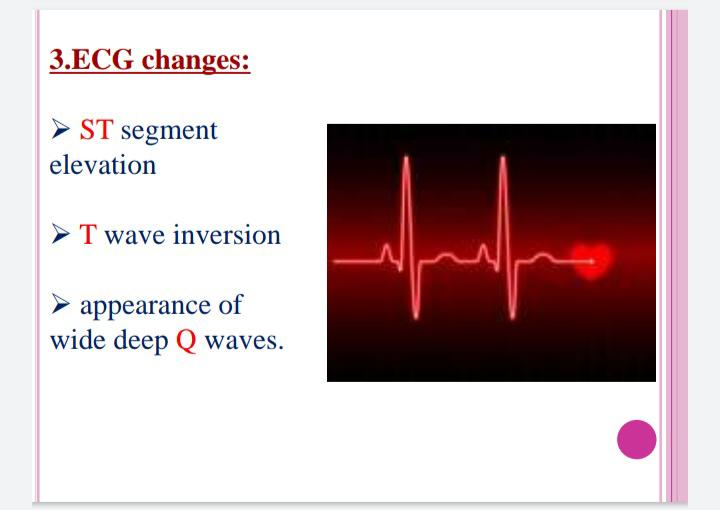 3.ECG changes:
➢ ST segment
elevation
➢ T wave inversion
➢ appearance of
wide deep Q waves.